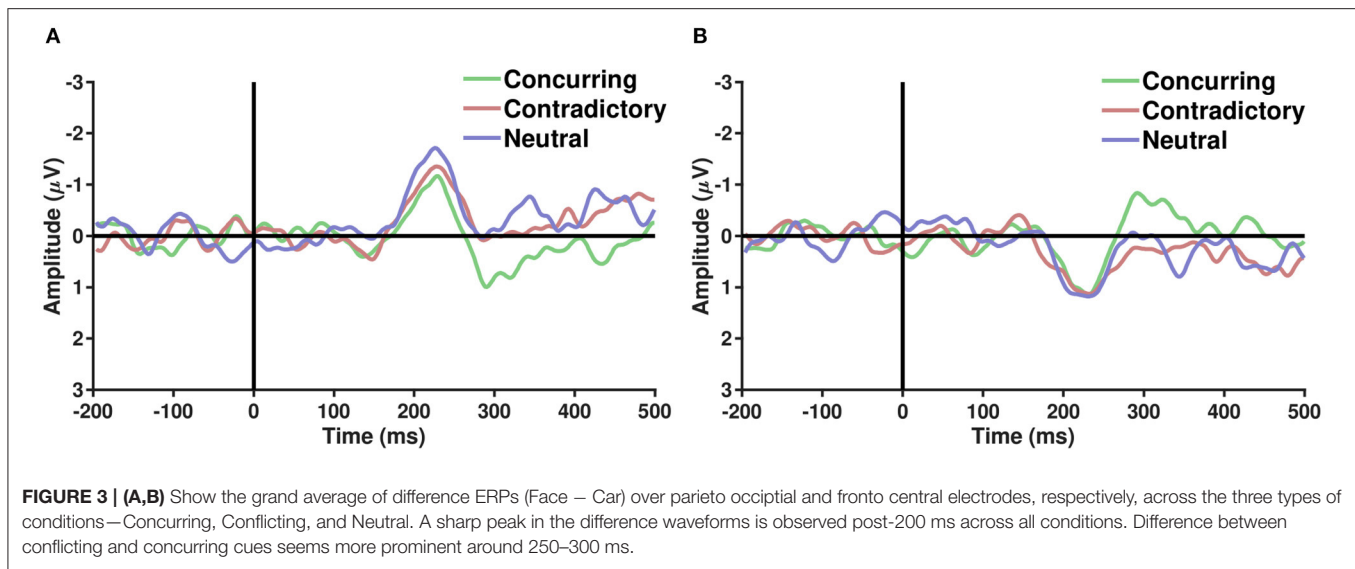 A
-3
-2
-1
0
1
2
3
Amplitude (μV)
Concurring
Contradictory
Neutral
-200 -100 0 100 200 300 400 500
Time (ms)
B
-3
-2
-1
0
1
2
3
Amplitude (μV)
Concurring
Contradictory
Neutral
-200 -100 0 100 200 300 400 500
Time (ms)
FIGURE 3 | (A,B) Show the grand average of difference ERPs (Face − Car) over parieto occiptial and fronto central electrodes, respectively, across the three types of
conditions—Concurring, Conflicting, and Neutral. A sharp peak in the difference waveforms is observed post-200 ms across all conditions. Difference between
conflicting and concurring cues seems more prominent around 250–300 ms.